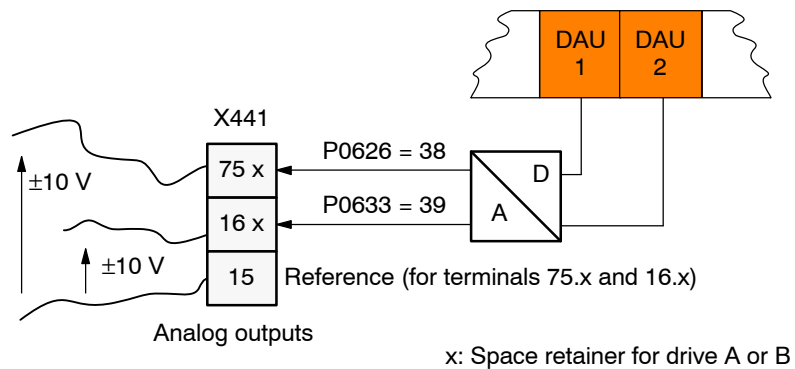 DAU
1
DAU
2
X441
75 x
P0626 = 38
D
A
±10 V
16 x
P0633 = 39
±10 V
15
Reference (for terminals 75.x and 16.x)
Analog outputs
x: Space retainer for drive A or B